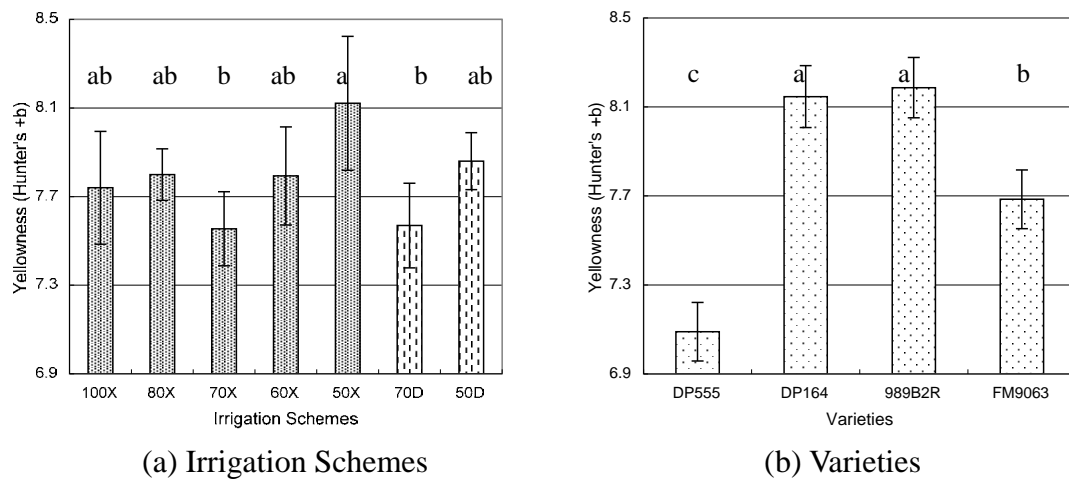 8.5
8.1
7.7
7.3
6.9
Yellowness (Hunter's +b)
ab ab b ab a b ab
100X 80X 70X 60X 50X 70D 50D
Irrigation Schemes
(a) Irrigation Schemes
8.5
8.1
7.7
7.3
6.9
Yellowness (Hunter's +b)
c a a b
DP555 DP164 989B2R FM9063
Varieties
(b) Varieties